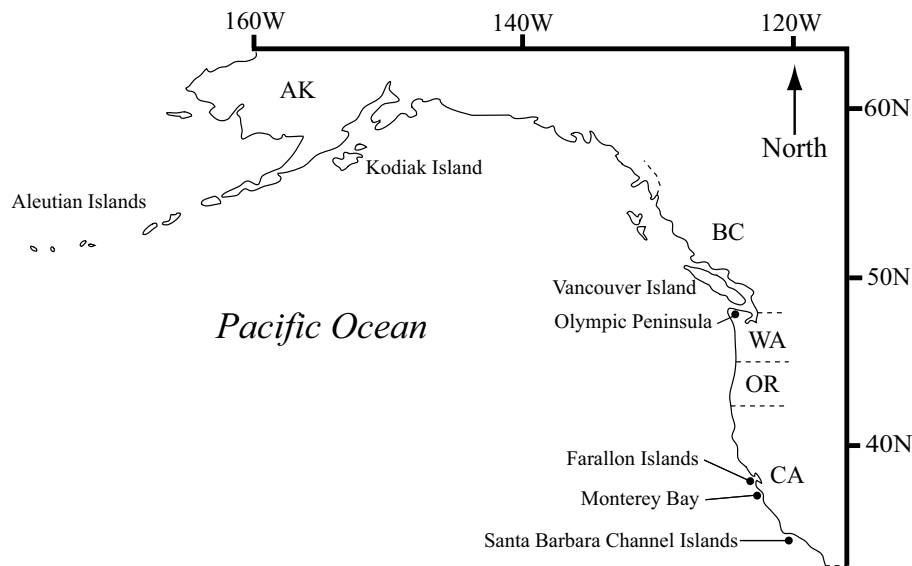 160W
140W
120W
AK
60N
North
Kodiak Island
Aleutian Islands
BC
50N
Vancouver Island
Olympic Peninsula
Pacific Ocean
WA
OR
40N
Farallon Islands
CA
Monterey Bay
Santa Barbara Channel Islands